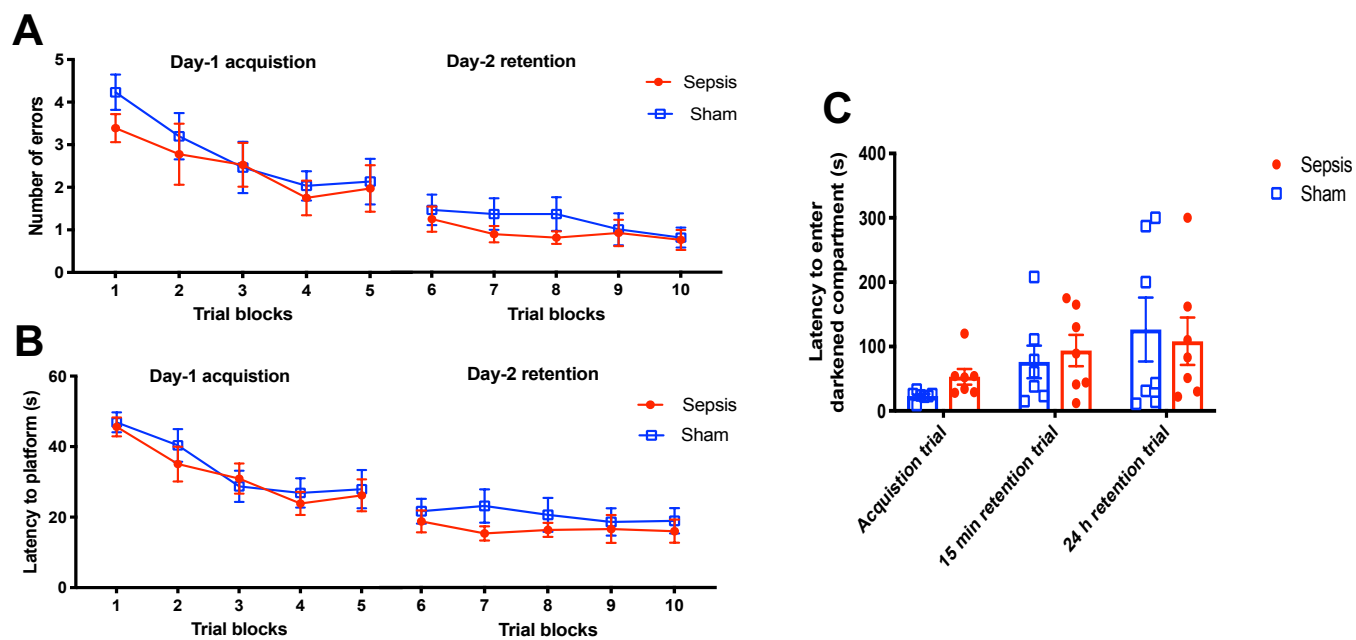 A
Day-1 acquistion
Day-2 retention
Sepsis
Sham
Number of errors
5
4
3
2
1
0
1 2 3 4 5 6 7 8 9 10
Trial blocks Trial blocks
B
Day-1 acquistion
Day-2 retention
Sepsis
Sham
Latency to platform (s)
60
40
20
0
1 2 3 4 5 6 7 8 9 10
Trial blocks Trial blocks
C
Sepsis
Sham
Latency to enter
darkened compartment (s)
400
300
200
100
0
Acquistion trial
15 min retention trial
24 h retention trial